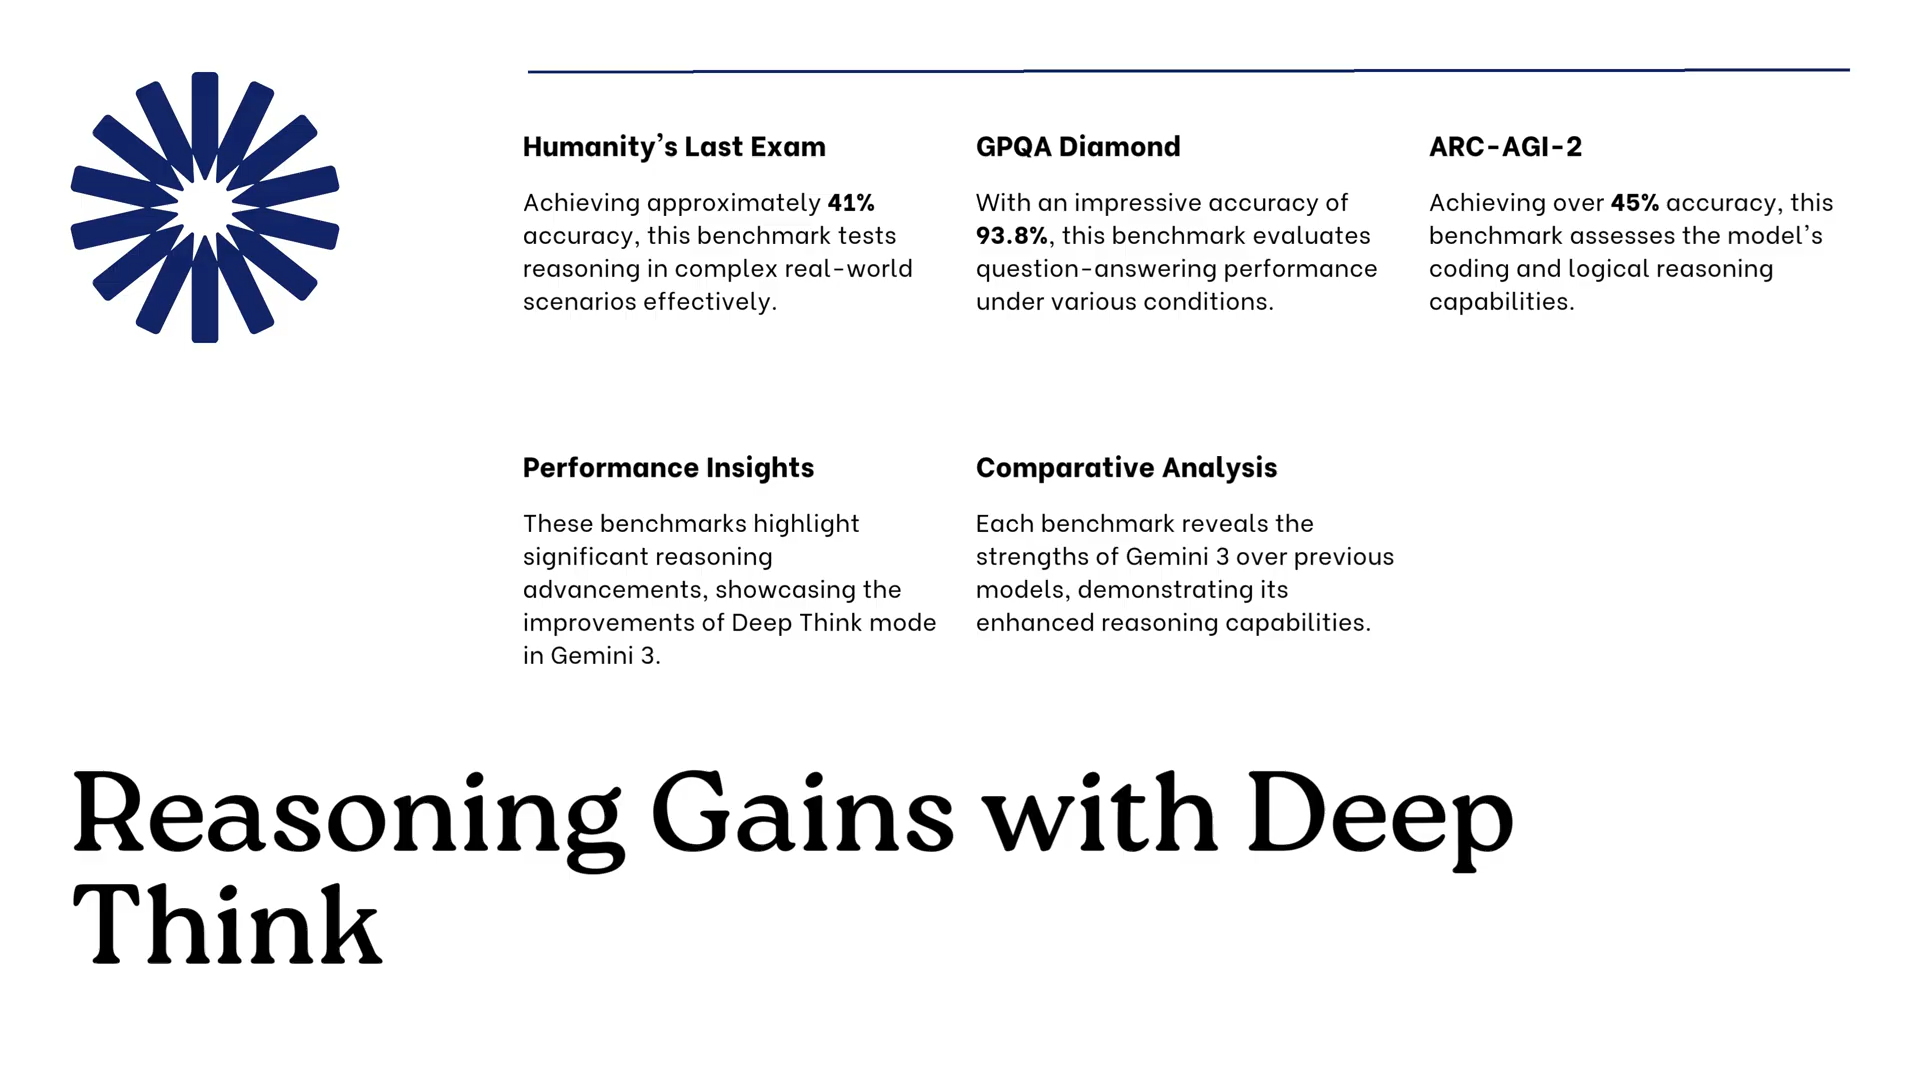 Humanity’s Last Exam
Achieving approximately 41%
accuracy, this benchmark tests
reasoning in complex real-world
scenarios effectively.
GPQA Diamond
With an impressive accuracy of
93.8%, this benchmark evaluates
question-answering performance
under various conditions.
ARC-AGI-2
Achieving over 45% accuracy, this
benchmark assesses the model’s
coding and logical reasoning
capabilities.
Performance Insights
These benchmarks highlight
significant reasoning
advancements, showcasing the
improvements of Deep Think mode
in Gemini 3.
Comparative Analysis
Each benchmark reveals the
strengths of Gemini 3 over previous
models, demonstrating its
enhanced reasoning capabilities.
Reasoning Gains with Deep
Think